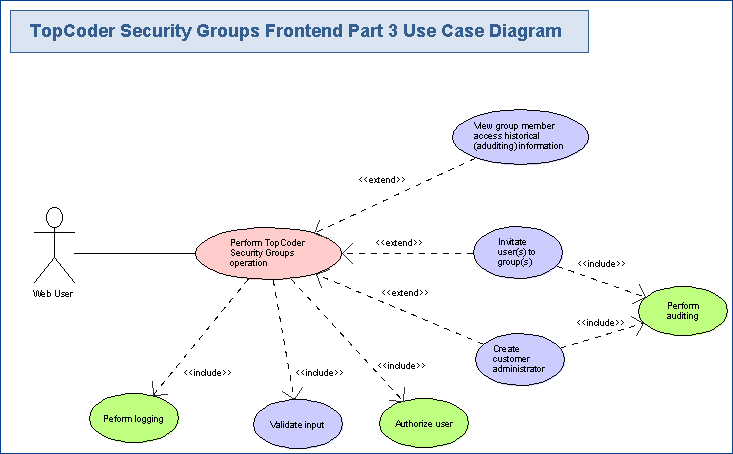 TopCoder Security Groups Frontend Part 3 Use Case Diagram
View group member
access historical
(aduditing) information
<<extend>>
Perform TopCoder
Security Groups
operation
<<extend>>
Invitate
user(s) to
group(s)
<<include>>
Web User
<<extend>>
Perform
auditing
<<include>>
Create
customer
administrator
<<include>>
<<include>>
<<include>>
Peform logging
Validate input
Authorize user